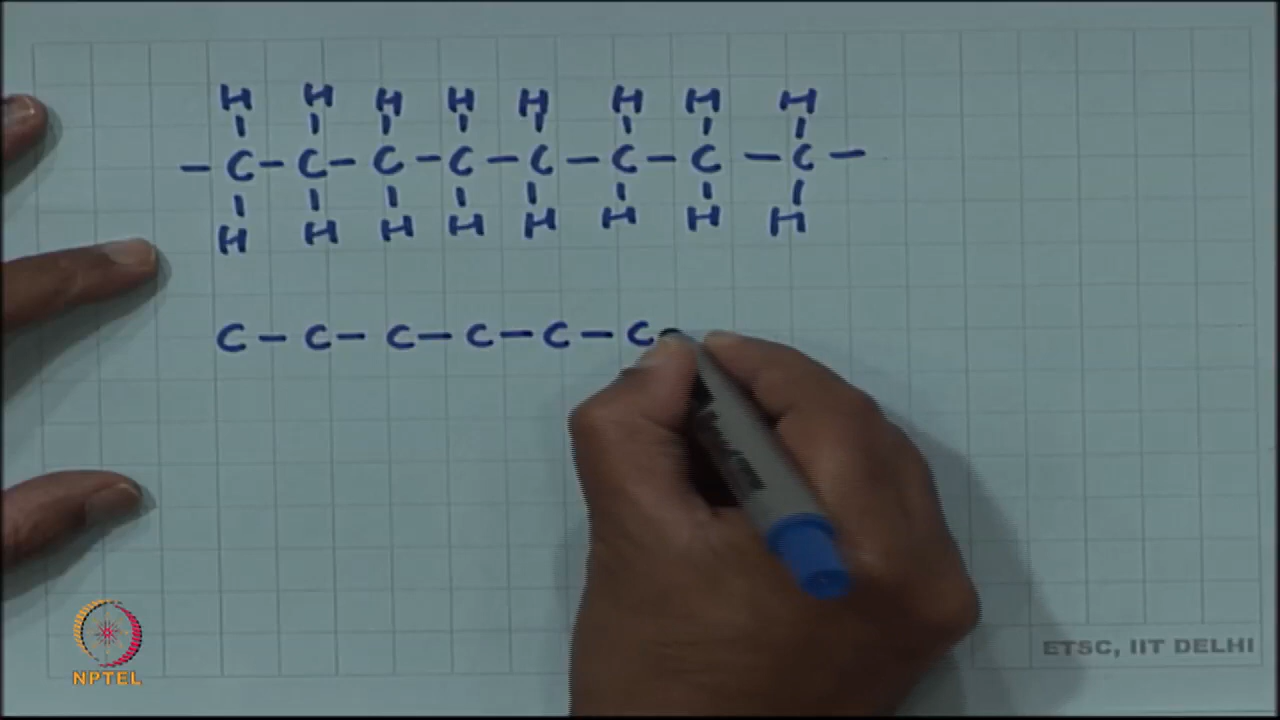 H H H H H H H H
– C – C – C – C – C – C – C – C –
H H H H H H H H
C – C – C – C – C – C
NPTEL
ETSC, IIT DELHI